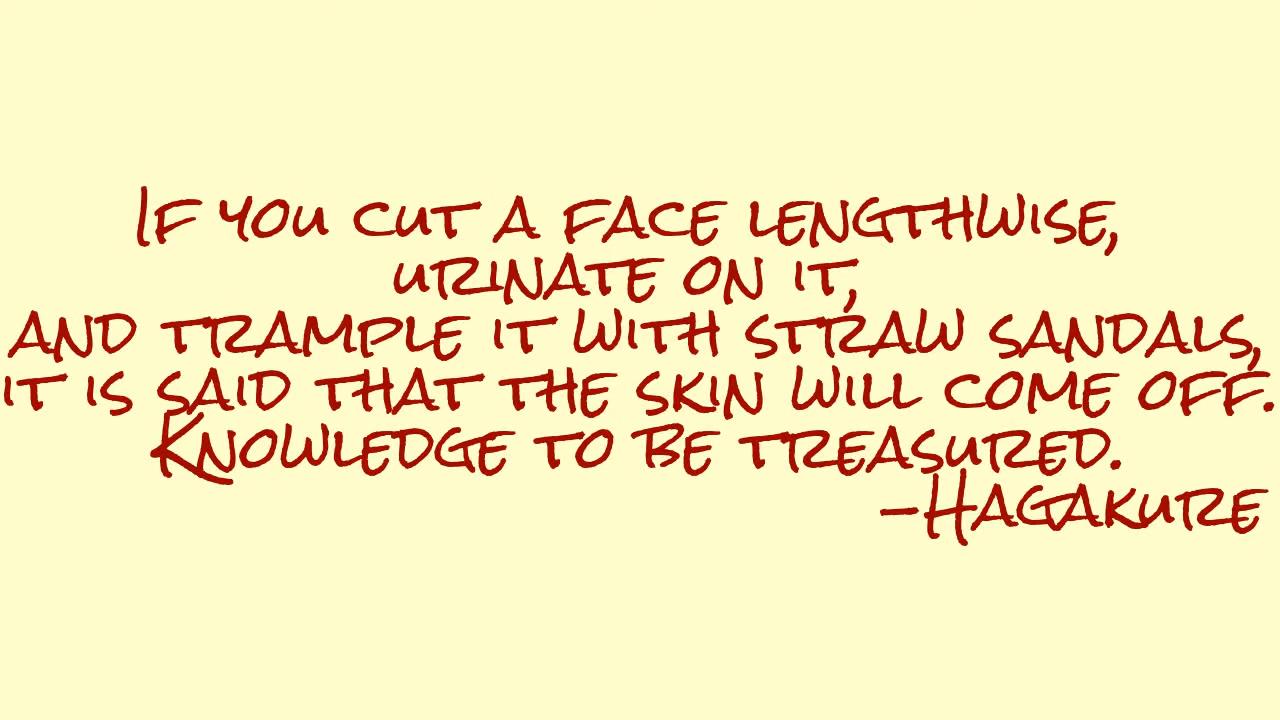 If you cut a face lengthwise,
urinate on it,
and trample it with straw sandals,
it is said that the skin will come off.
Knowledge to be treasured.
-Hagakure